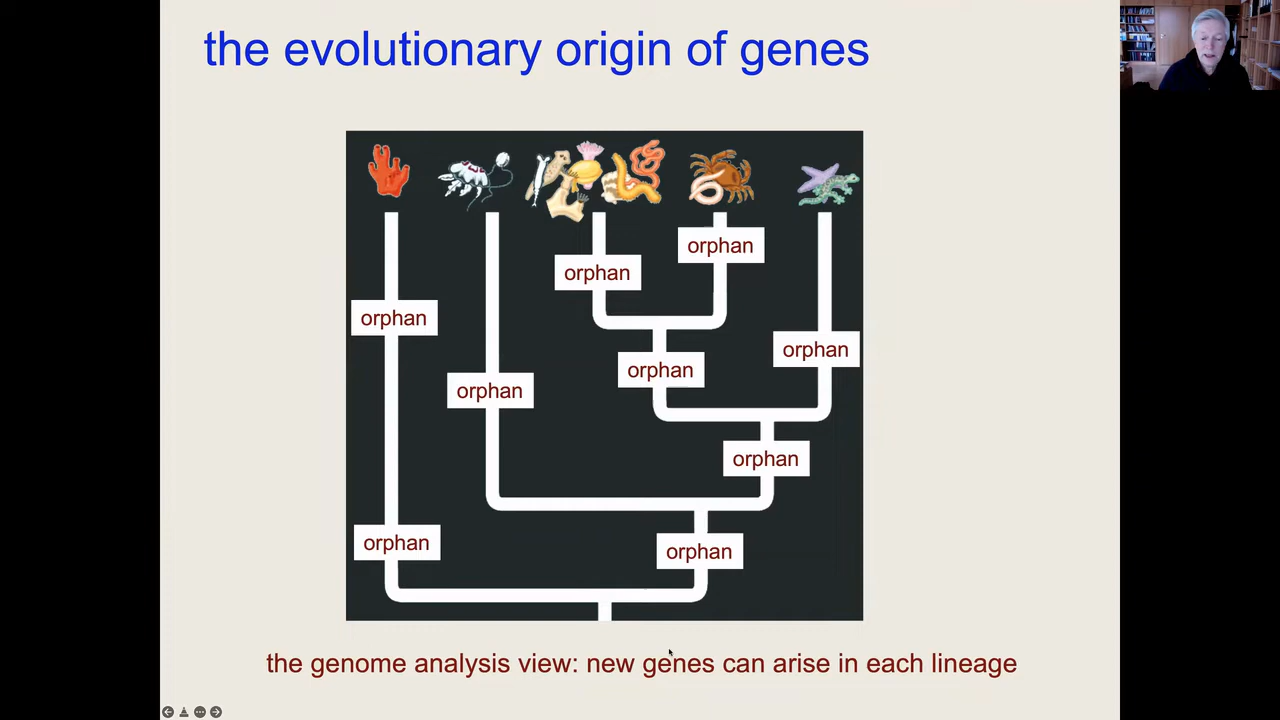 the evolutionary origin of genes
orphan
orphan
orphan
orphan
orphan
orphan
orphan
orphan
orphan
the genome analysis view: new genes can arise in each lineage